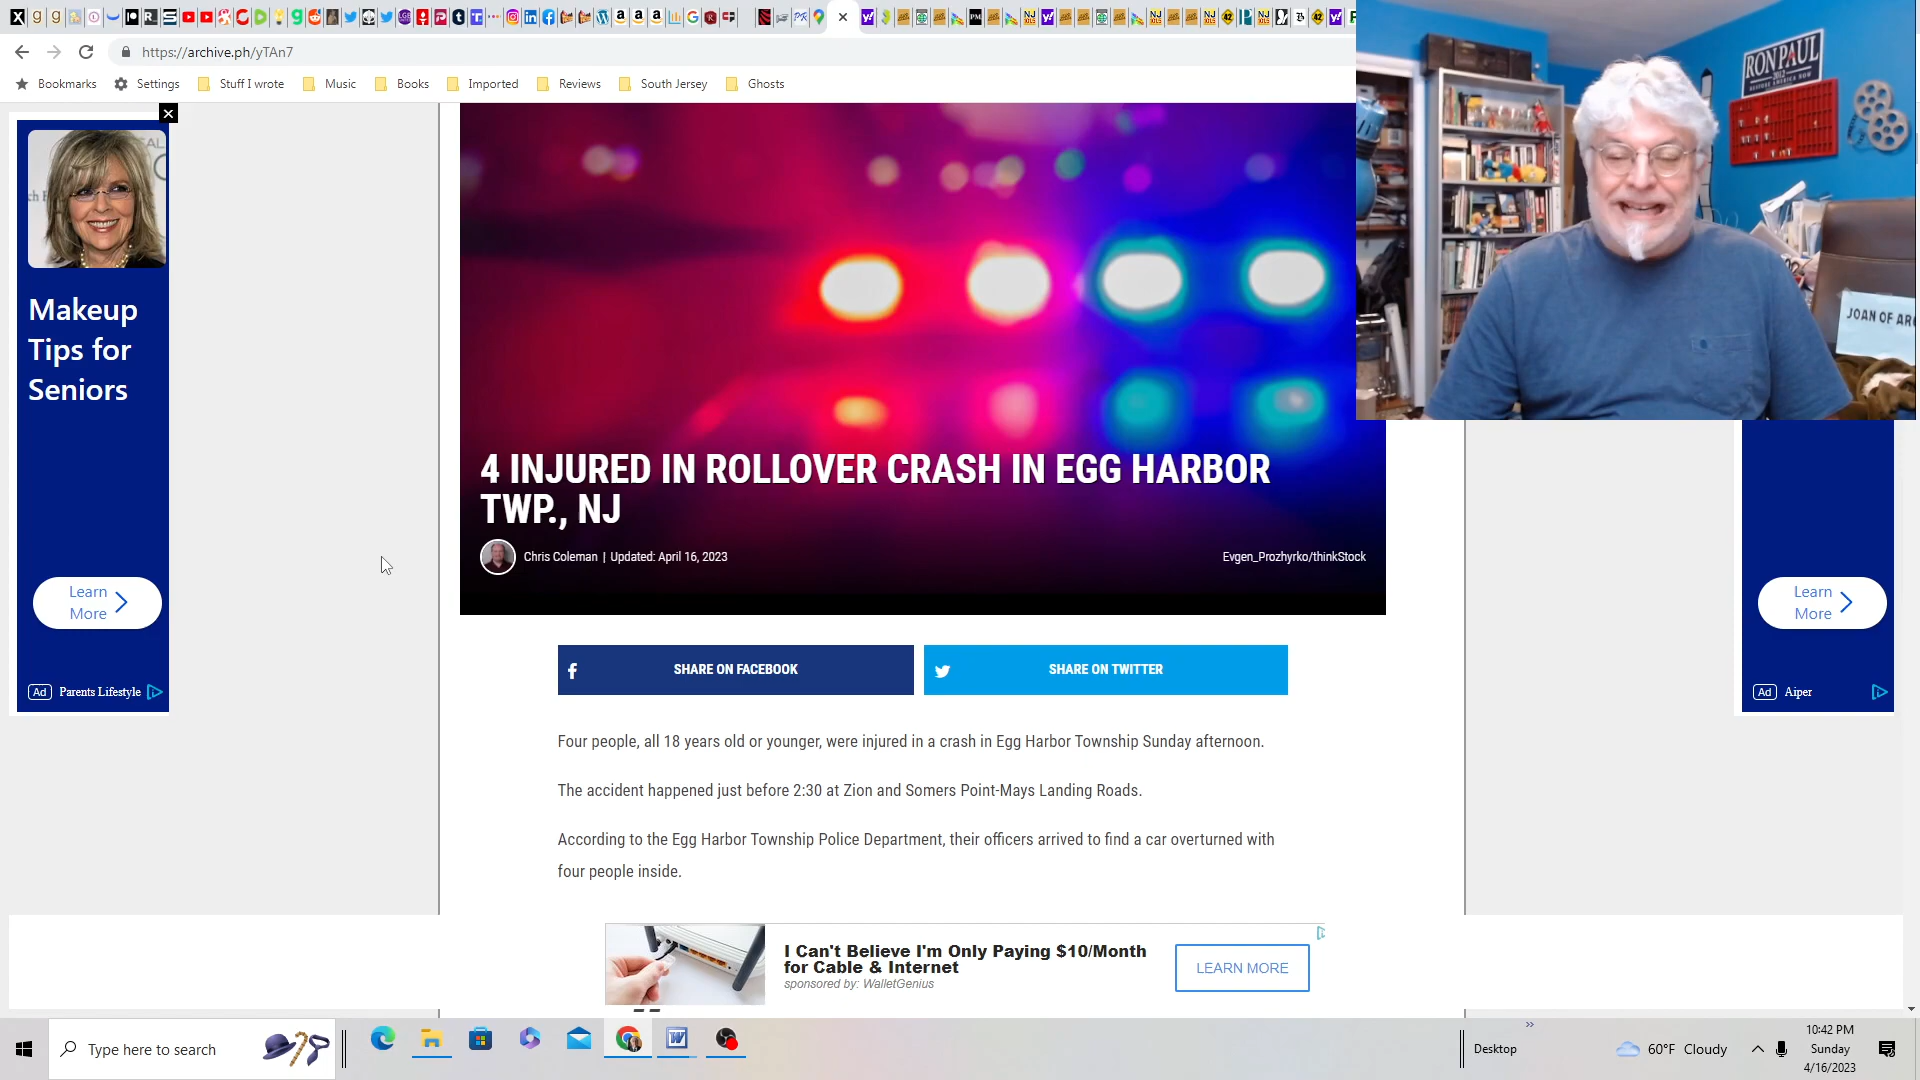 https://archive.ph/yTAn7
Bookmarks
Settings
Stuff I wrote
Music
Books
Imported
Reviews
South Jersey
Ghosts
RON PAUL
2012
RESTORE AMERICA NOW
JOAN OF AR
Makeup
Tips for
Seniors
Learn
More
Ad Parents Lifestyle
4 INJURED IN ROLLOVER CRASH IN EGG HARBOR
TWP., NJ
Chris Coleman | Updated: April 16, 2023
Evgen_Prozhyrko/thinkStock
SHARE ON FACEBOOK
SHARE ON TWITTER
Four people, all 18 years old or younger, were injured in a crash in Egg Harbor Township Sunday afternoon.
The accident happened just before 2:30 at Zion and Somers Point-Mays Landing Roads.
According to the Egg Harbor Township Police Department, their officers arrived to find a car overturned with
four people inside.
Learn
More
Ad Aiper
I Can't Believe I'm Only Paying $10/Month
for Cable & Internet
sponsored by: WalletGenius
LEARN MORE
Type here to search
Desktop
60°F Cloudy
10:42 PM
Sunday
4/16/2023